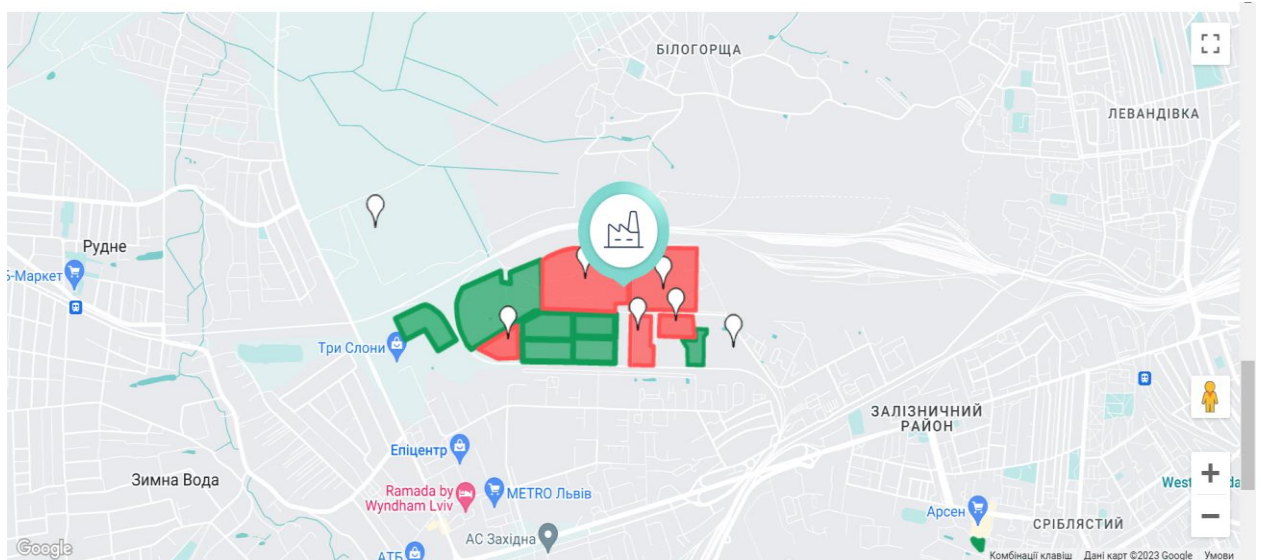 БІЛОГОРЩА
ЛЕВАНДІВКА
Рудне
Б-Маркет
Три Слони
ЗАЛІЗНИЧНИЙ
РАЙОН
Епіцентр
Зимна Вода
Ramada by
Wyndham Lviv
METRO Львів
Арсен
СРІБЛЯСТИЙ
АС Західна
АТБ
Google
Комбінації клавіш
Дані карт ©2023 Google
Умови